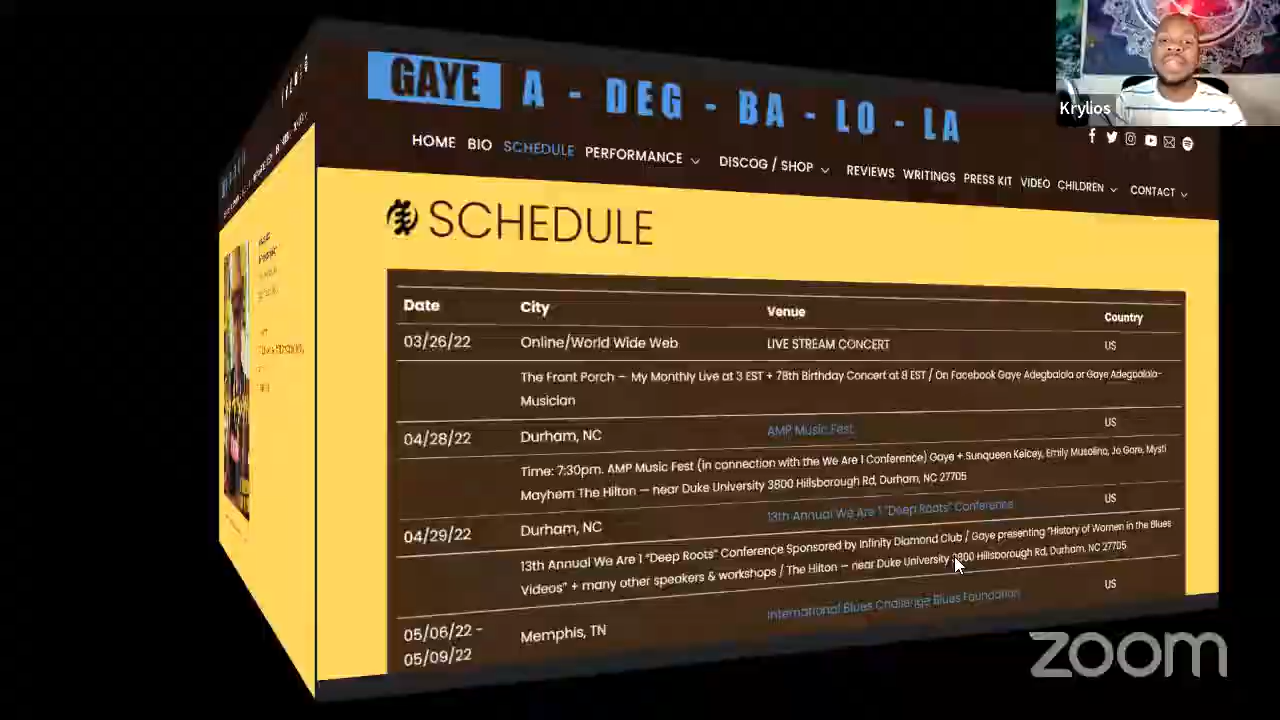 GAYE A - DEG - BA - LO - LA
Krylios
HOME BIO SCHEDULE PERFORMANCE DISCOG / SHOP REVIEWS WRITINGS PRESS KIT VIDEO CHILDREN CONTACT
SCHEDULE
Date City Venue Country
03/26/22 Online/World Wide Web LIVE STREAM CONCERT US
The Front Porch – My Monthly Live at 3 EST + 78th Birthday Concert at 8 EST / On Facebook Gaye Adegbalola or Gaye Adegbalola-
Musician
04/28/22 Durham, NC AMP Music Fest US
Time: 7:30pm. AMP Music Fest (in connection with the We Are 1 Conference) Gaye + Sunqueen Kelcey, Emily Musolino, Jo Gore, Mysti
Mayhem The Hilton — near Duke University 3800 Hillsborough Rd, Durham, NC 27705
04/29/22 Durham, NC 13th Annual We Are 1 "Deep Roots" Conference US
13th Annual We Are 1 "Deep Roots" Conference Sponsored by Infinity Diamond Club / Gaye presenting "History of Women in the Blues
Videos" + many other speakers & workshops / The Hilton — near Duke University 3800 Hillsborough Rd, Durham, NC 27705
05/06/22 - Memphis, TN International Blues Challenge Blues Foundation US
05/09/22
zoom